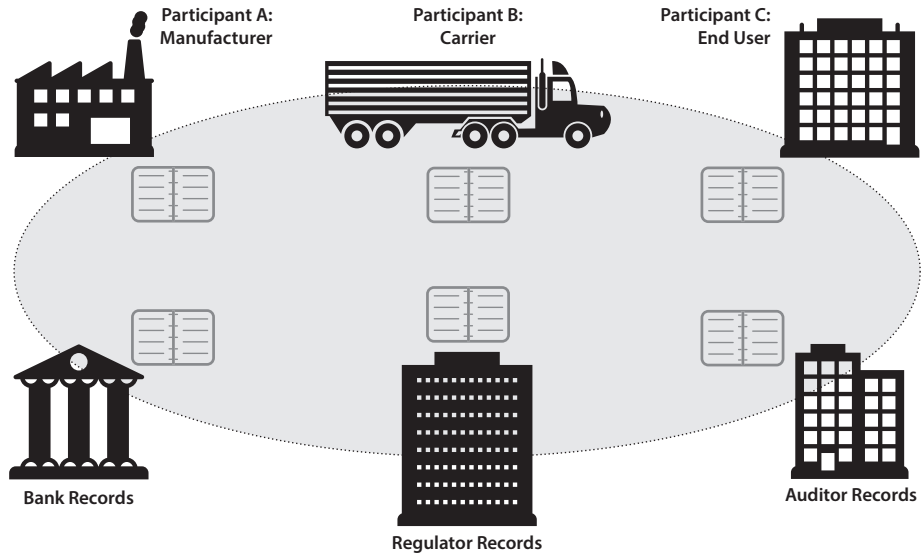 Participant A:
Manufacturer
Participant B:
Carrier
Participant C:
End User
Bank Records
Regulator Records
Auditor Records